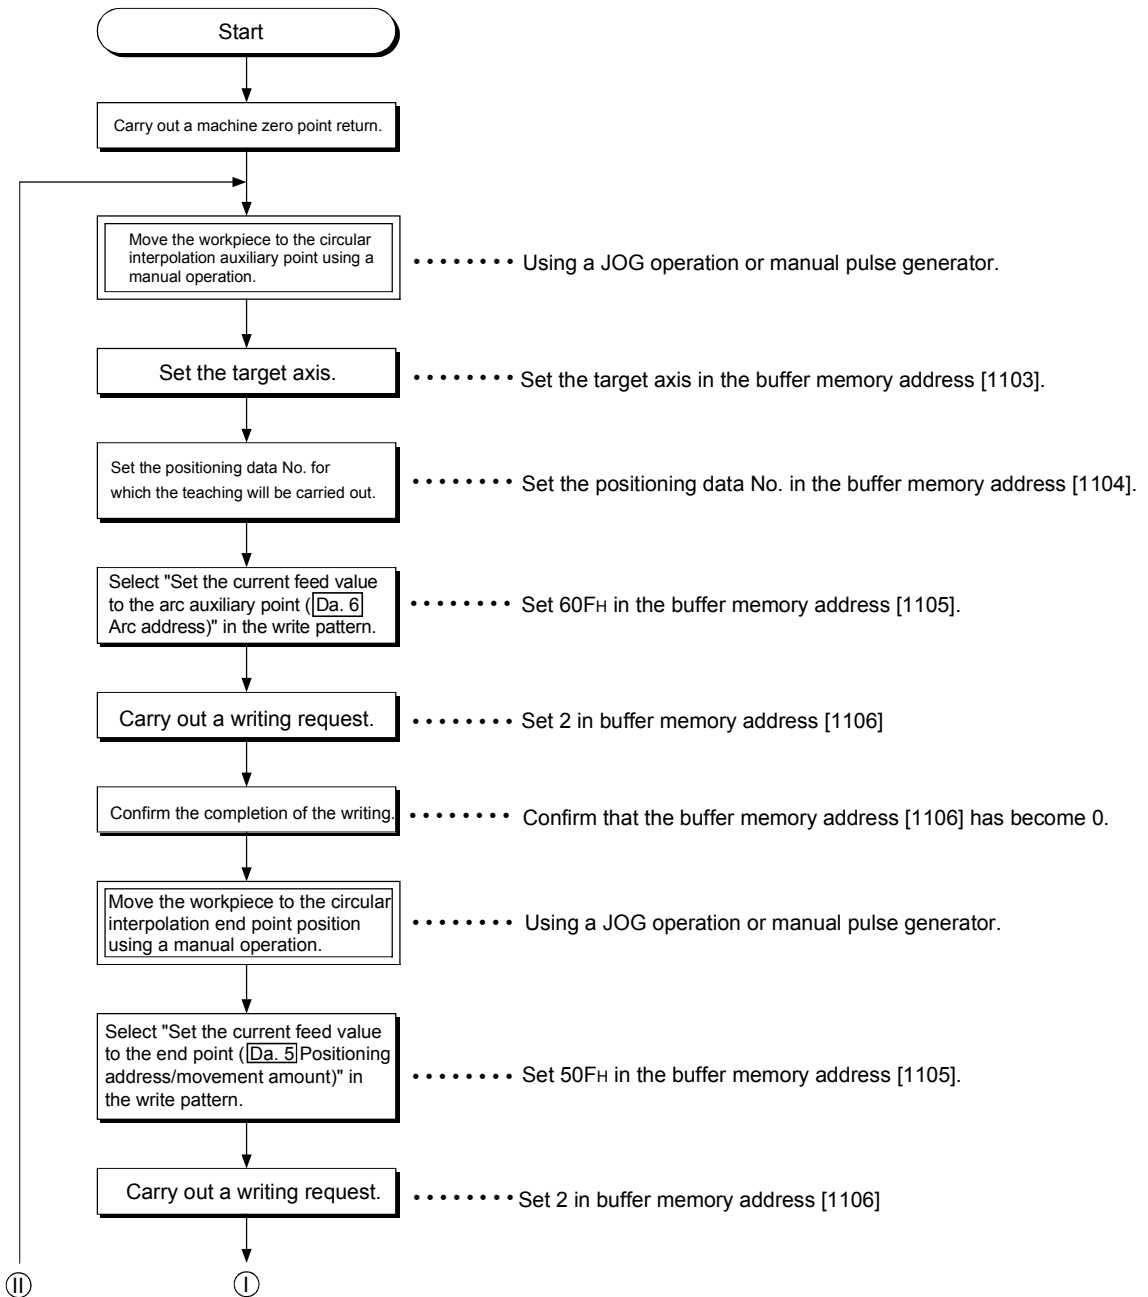 Start
Carry out a machine zero point return.
Move the workpiece to the circular
interpolation auxiliary point using a
manual operation.
• • • • • • • • Using a JOG operation or manual pulse generator.
Set the target axis.
• • • • • • • • Set the target axis in the buffer memory address [1103].
Set the positioning data No. for
which the teaching will be carried out.
• • • • • • • • Set the positioning data No. in the buffer memory address [1104].
Select "Set the current feed value
to the arc auxiliary point (Da. 6
Arc address)" in the write pattern.
• • • • • • • • Set 60FH in the buffer memory address [1105].
Carry out a writing request.
• • • • • • • • Set 2 in buffer memory address [1106]
Confirm the completion of the writing.
• • • • • • • • Confirm that the buffer memory address [1106] has become 0.
Move the workpiece to the circular
interpolation end point position
using a manual operation.
• • • • • • • • Using a JOG operation or manual pulse generator.
Select "Set the current feed value
to the end point (Da. 5 Positioning
address/movement amount)" in
the write pattern.
• • • • • • • • Set 50FH in the buffer memory address [1105].
Carry out a writing request.
• • • • • • • • Set 2 in buffer memory address [1106]
II
I